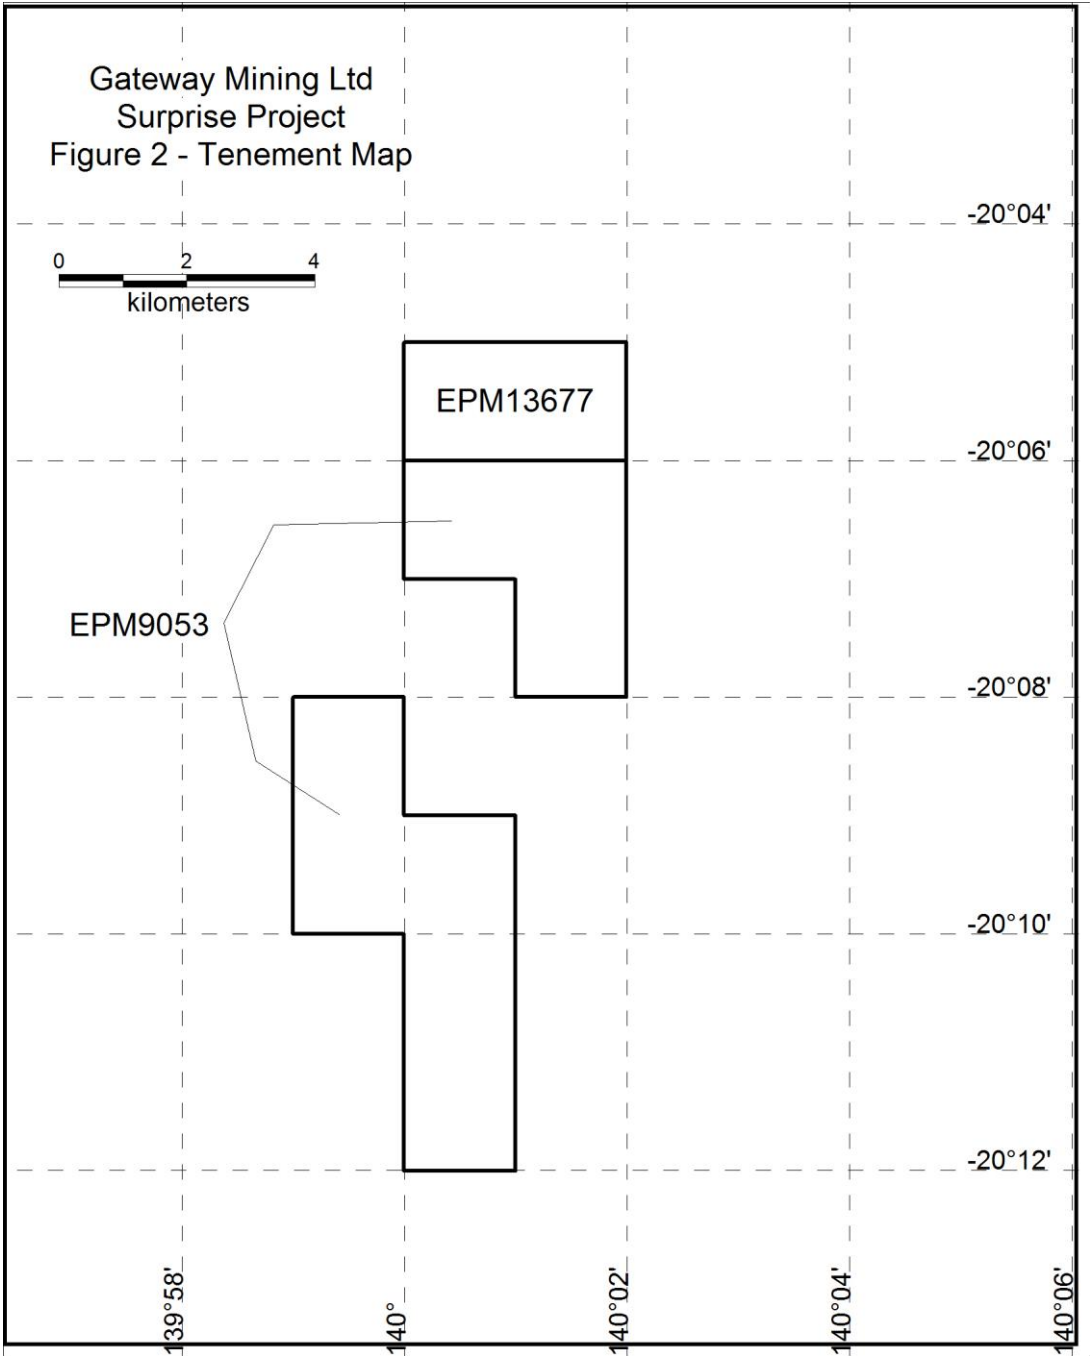 Gateway Mining Ltd
Surprise Project
Figure 2 - Tenement Map
-20°04'
0 2 4
kilometers
EPM13677
-20°06'
EPM9053
-20°08'
-20°10'
-20°12'
139°58'
140°
140°02'
140°04'
140°06'